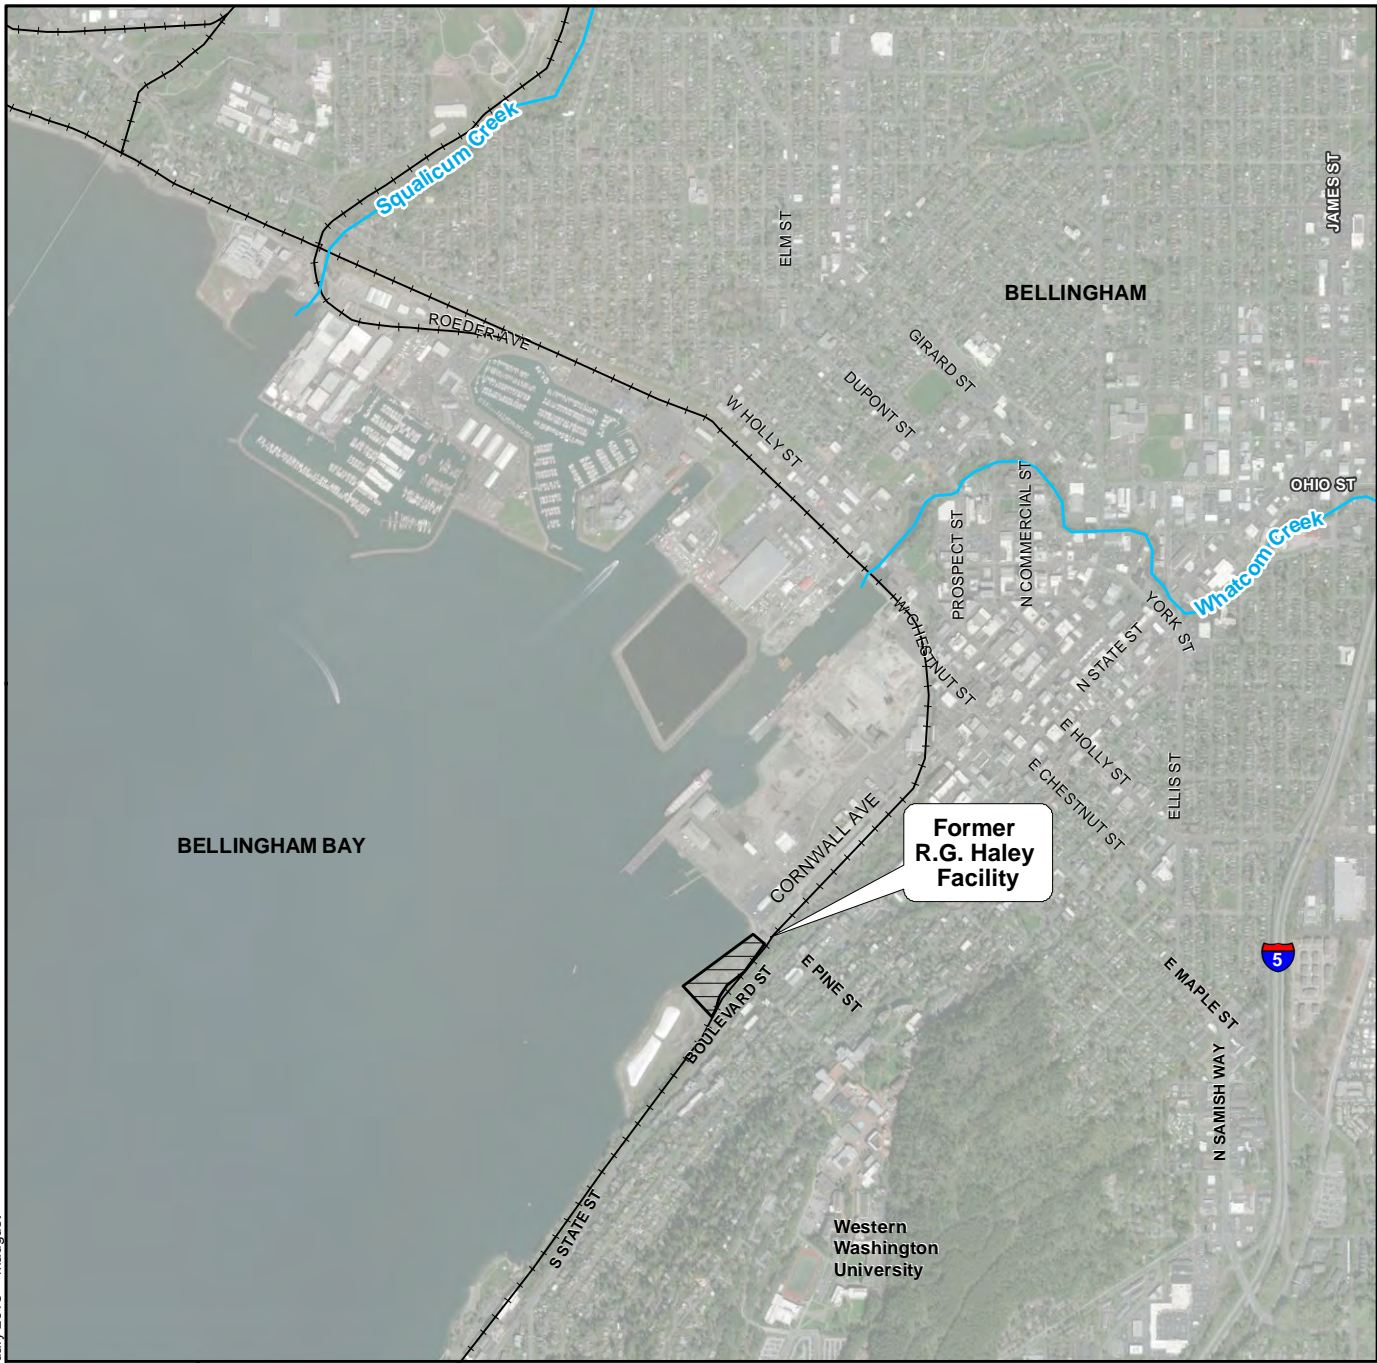 Squalicum Creek
JAMES ST
ELM ST
BELLINGHAM
ROEDER AVE
GIRARD ST
DUPONT ST
W HOLLY ST
OHIO ST
N COMMERCIAL ST
PROSPECT ST
Whatcom Creek
YORK ST
W CHESTNUT ST
N STATE ST
E HOLLY ST
E CHESTNUT ST
ELLIS ST
BELLINGHAM BAY
CORNWALL AVE
Former
R.G. Haley
Facility
5
E PINE ST
BOULEVARD ST
E MAPLE ST
N SAMISH WAY
S STATE ST
Western
Washington
University